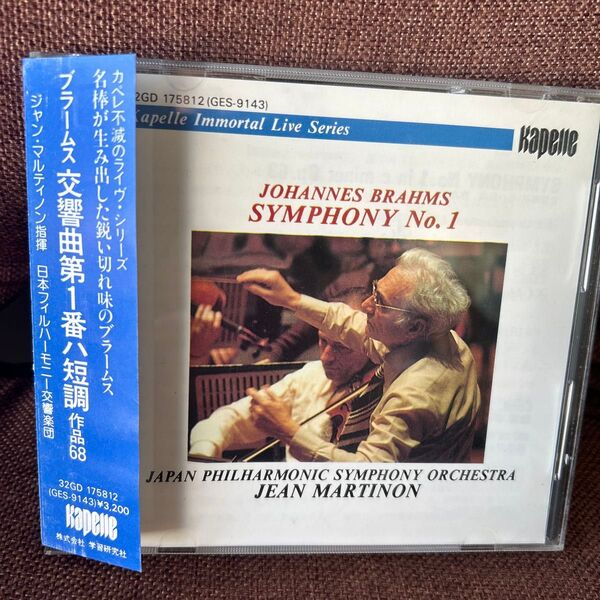 カペレ不滅のライヴ・シリーズ
名棒が生み出した鋭い切れ味のブラームス
ブラームス 交響曲第1番ハ短調 作品68
ジャン・マルティノン指揮 日本フィルハーモニー交響楽団
32GD 175812
(GES-9143)¥3,200
Kapelle
株式会社 学習研究社
2GD 175812 (GES-9143)
Kapelle Immortal Live Series
Kapelle
JOHANNES BRAHMS
SYMPHONY No. 1
JAPAN PHILHARMONIC SYMPHONY ORCHESTRA
JEAN MARTINON